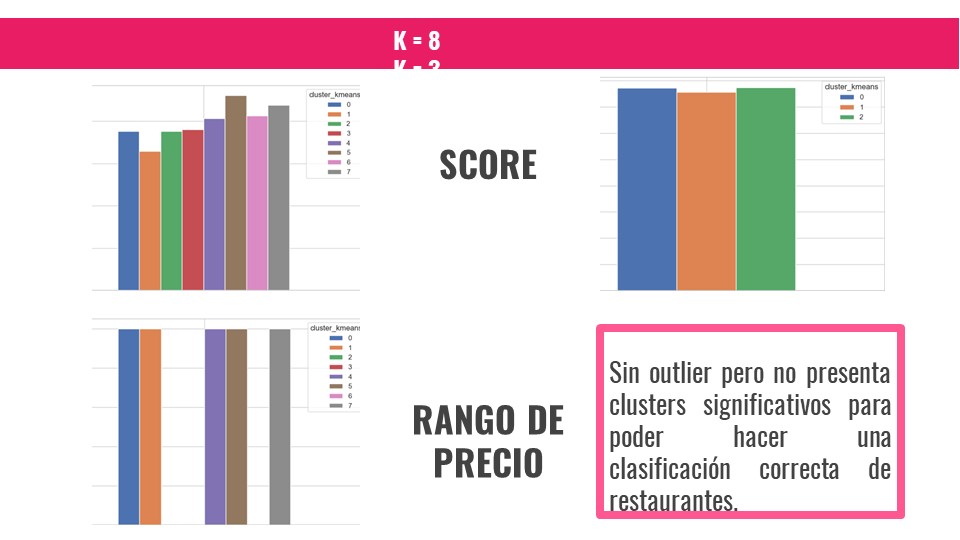 K = 8
K = 3
cluster_kmeans
0
1
2
3
4
5
6
7
SCORE
cluster_kmeans
0
1
2
cluster_kmeans
0
1
2
3
4
5
6
7
RANGO DE
PRECIO
Sin outlier pero no presenta
clusters significativos para
poder hacer una
clasificación correcta de
restaurantes.